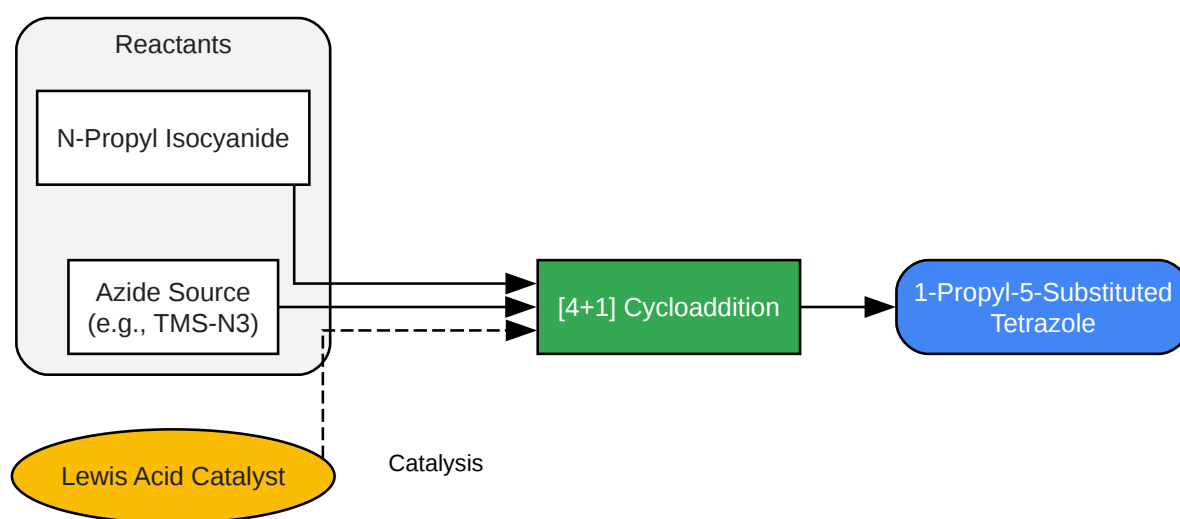 Reactants
N-Propyl Isocyanide
Azide Source
(e.g., TMS-N3)
[4+1] Cycloaddition
1-Propyl-5-Substituted
Tetrazole
Lewis Acid Catalyst
Catalysis